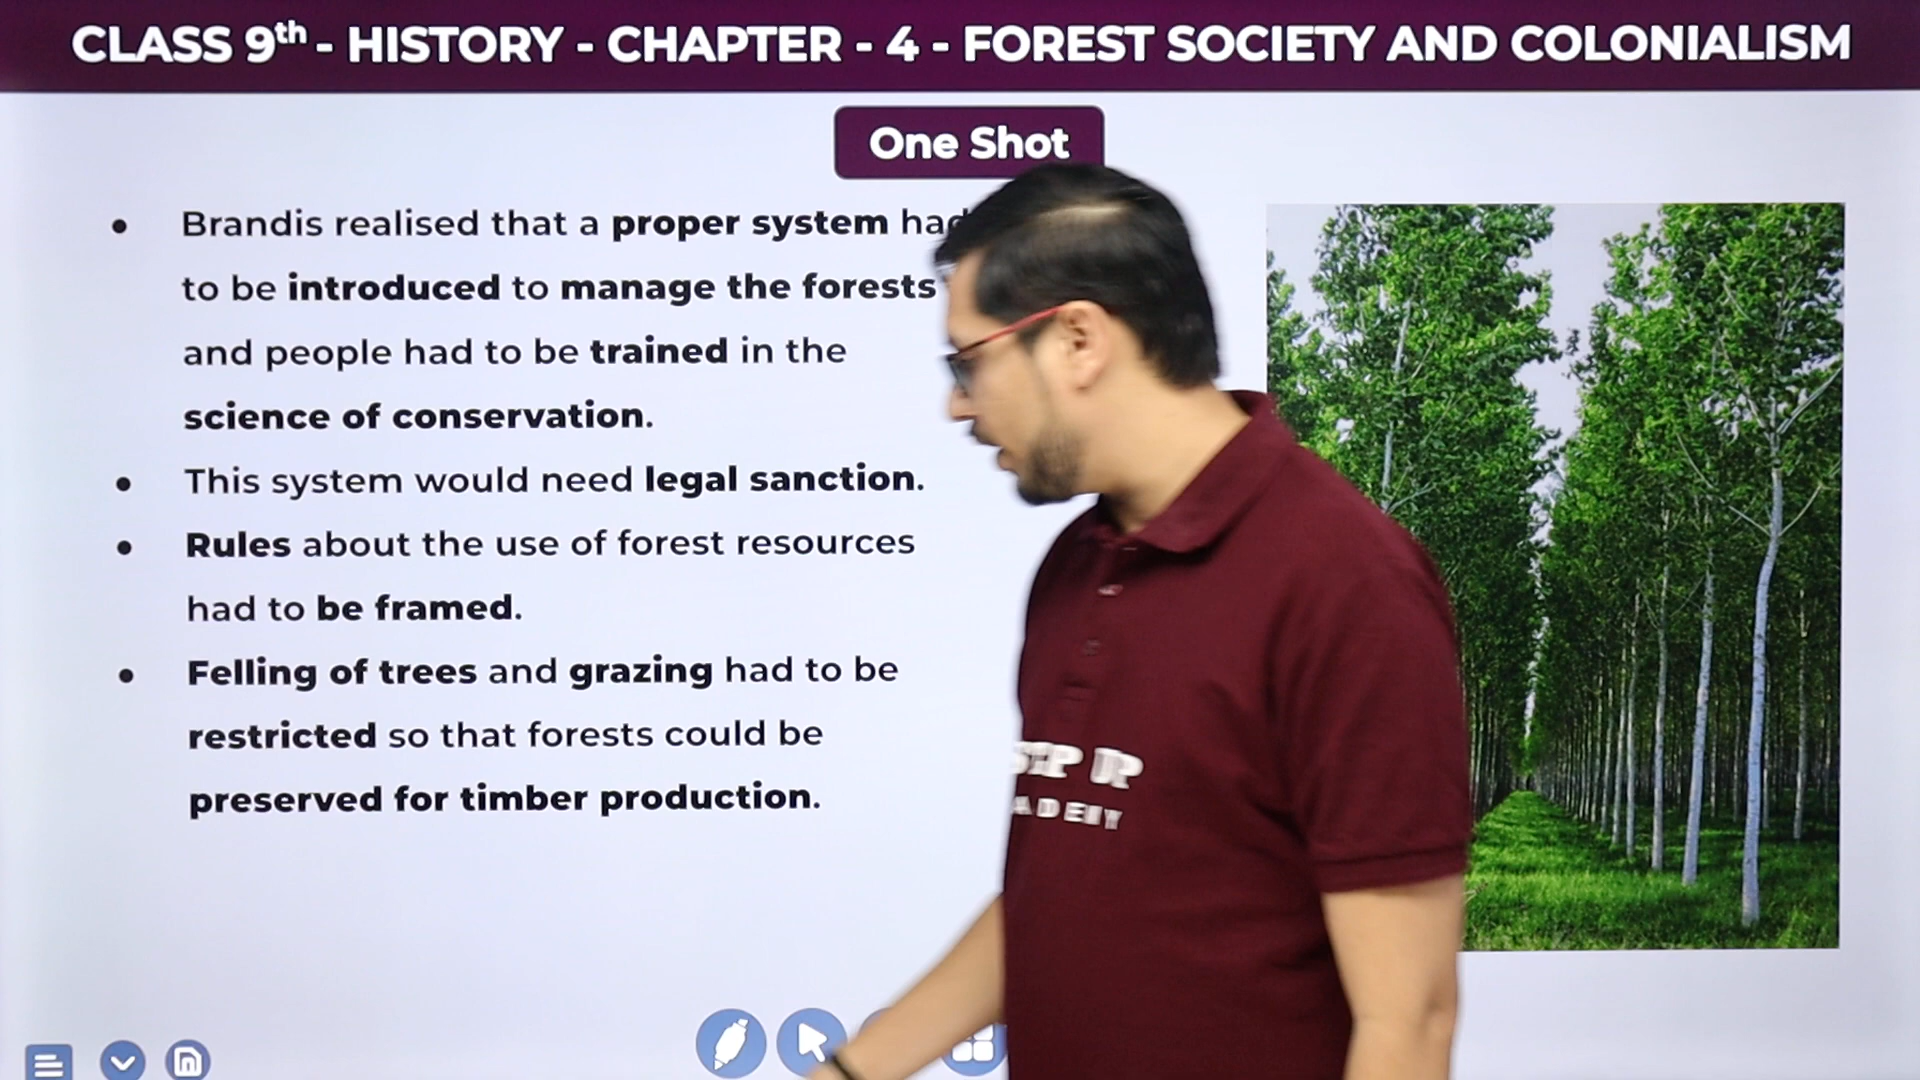 CLASS 9th - HISTORY - CHAPTER - 4 - FOREST SOCIETY AND COLONIALISM
One Shot
• Brandis realised that a proper system had
to be introduced to manage the forests
and people had to be trained in the
science of conservation.
• This system would need legal sanction.
• Rules about the use of forest resources
had to be framed.
• Felling of trees and grazing had to be
restricted so that forests could be
preserved for timber production.
UP